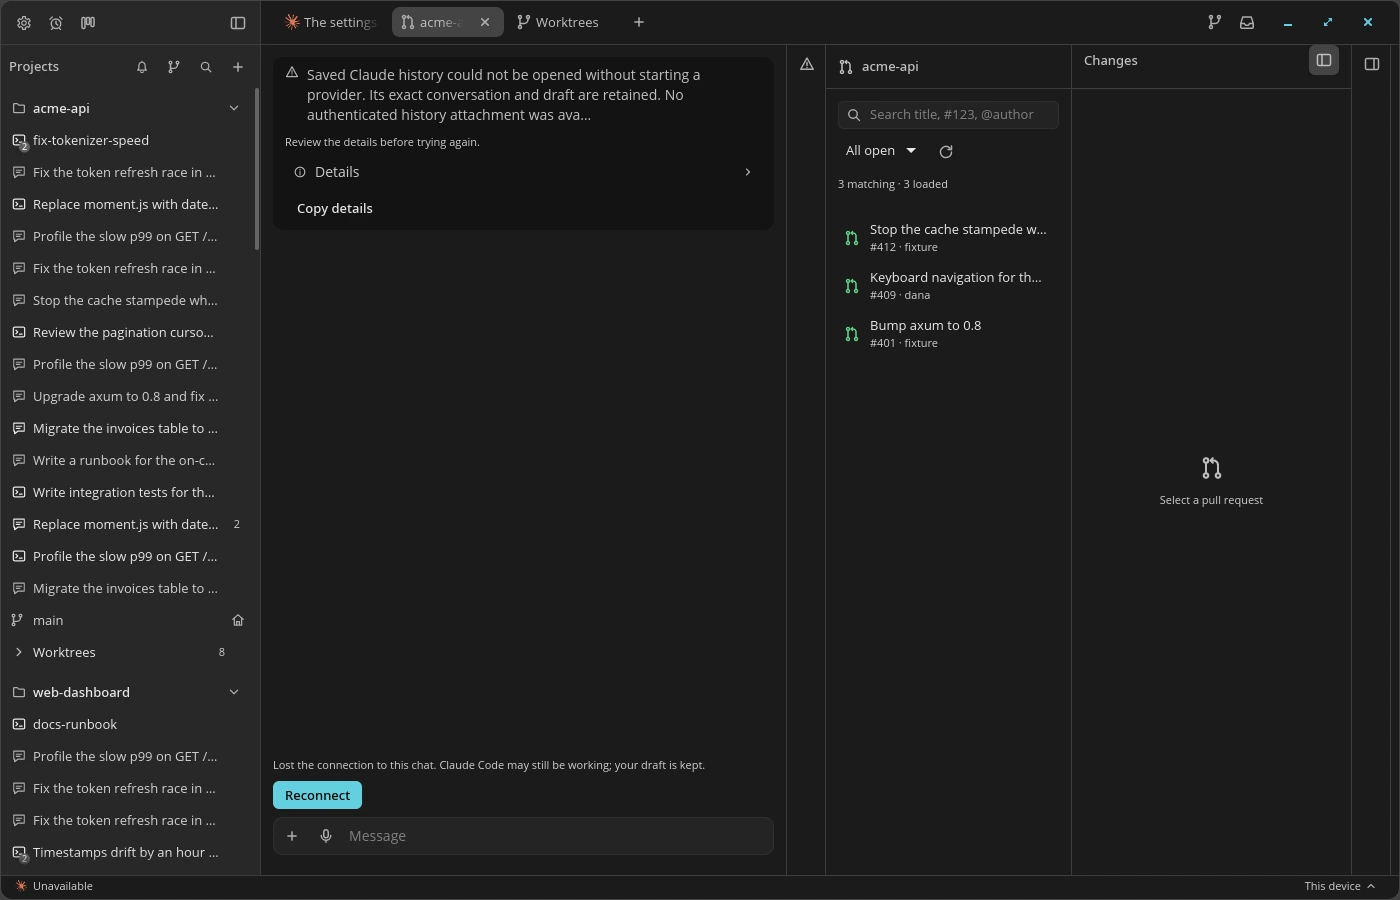 The settings
acme-a
Worktrees
Projects
acme-api
fix-tokenizer-speed
2
Fix the token refresh race in ...
Replace moment.js with date...
Profile the slow p99 on GET /...
Fix the token refresh race in ...
Stop the cache stampede wh...
Review the pagination curso...
Profile the slow p99 on GET /...
Upgrade axum to 0.8 and fix ...
Migrate the invoices table to ...
Write a runbook for the on-c...
Write integration tests for th...
Replace moment.js with date... 2
Profile the slow p99 on GET /...
Migrate the invoices table to ...
main
Worktrees 8
web-dashboard
docs-runbook
Profile the slow p99 on GET /...
Fix the token refresh race in ...
Fix the token refresh race in ...
Timestamps drift by an hour ...
2
Saved Claude history could not be opened without starting a
provider. Its exact conversation and draft are retained. No
authenticated history attachment was ava...
Review the details before trying again.
Details
Copy details
Lost the connection to this chat. Claude Code may still be working; your draft is kept.
Reconnect
Message
acme-api
Search title, #123, @author
All open
3 matching · 3 loaded
Stop the cache stampede w...
#412 · fixture
Keyboard navigation for th...
#409 · dana
Bump axum to 0.8
#401 · fixture
Changes
Select a pull request
Unavailable
This device